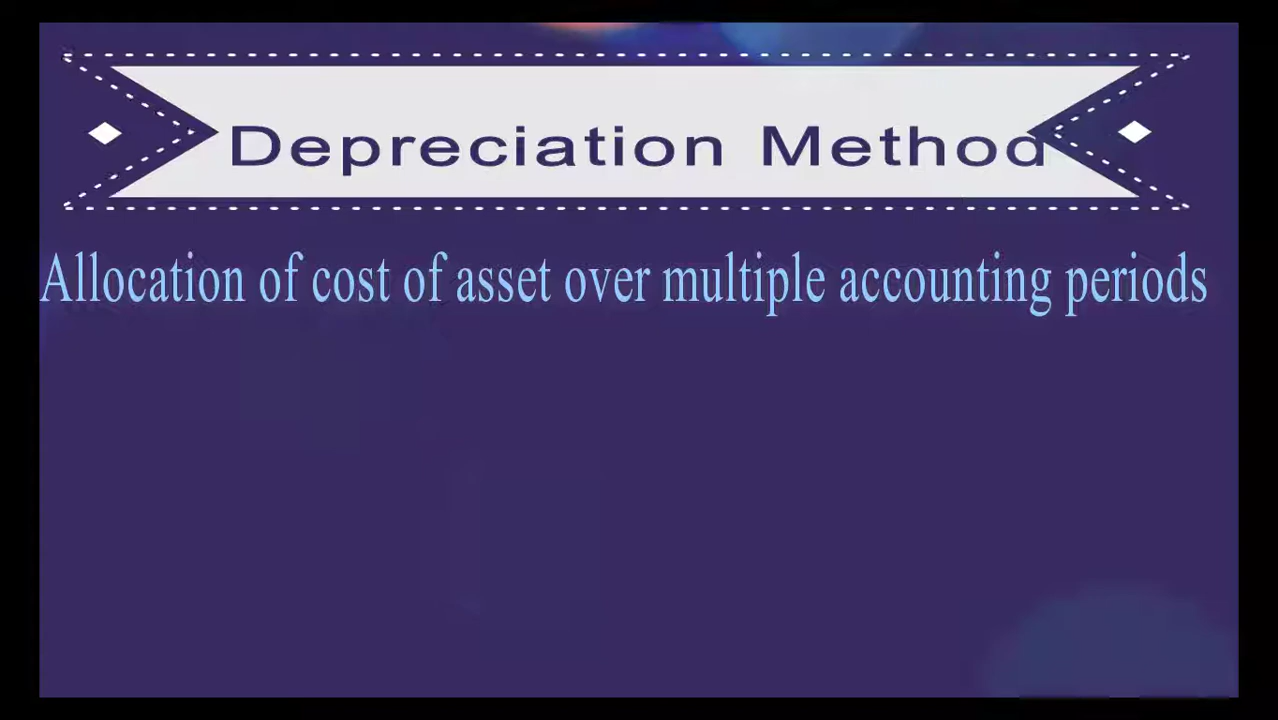 Depreciation Method
Allocation of cost of asset over multiple accounting periods